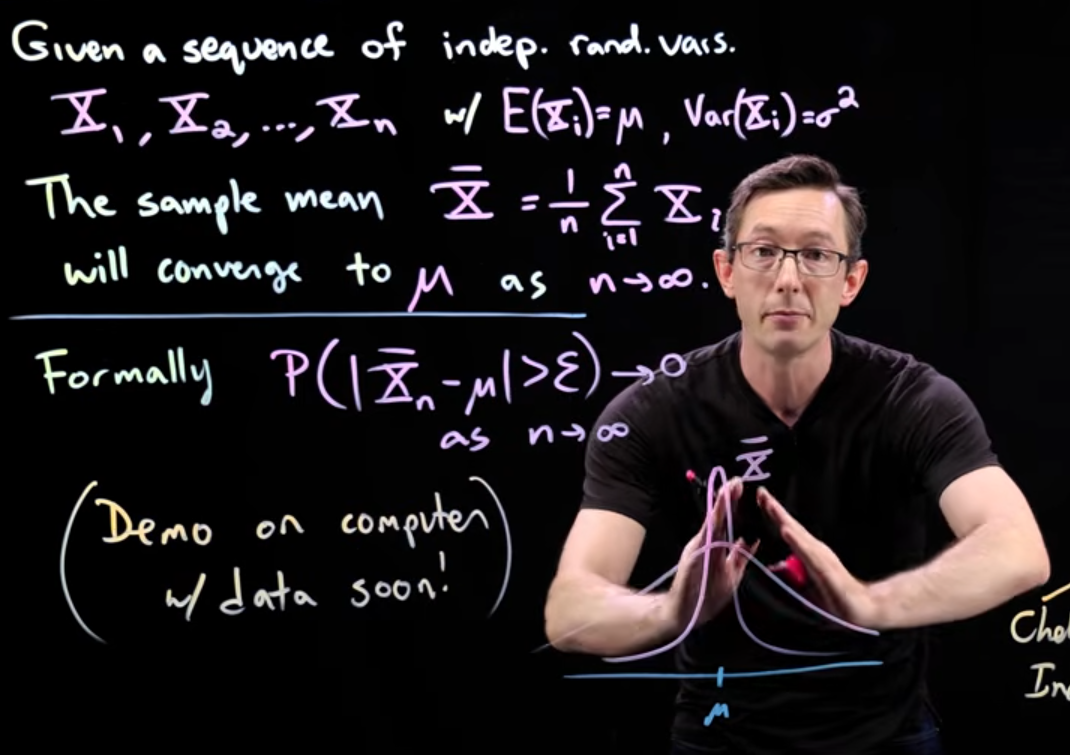 Given a sequence of indep. rand. vars.
X₁, X₂, ..., Xₙ w/ E(Xᵢ)=μ, Var(Xᵢ)=σ²
The sample mean X̄ = 1/n ∑ᵢ₌₁ⁿ Xᵢ
will converge to μ as n→∞.
Formally P(|X̄ₙ-μ|>ε)→0
as n→∞
X̄
(Demo on computer
w/ data soon!)
μ